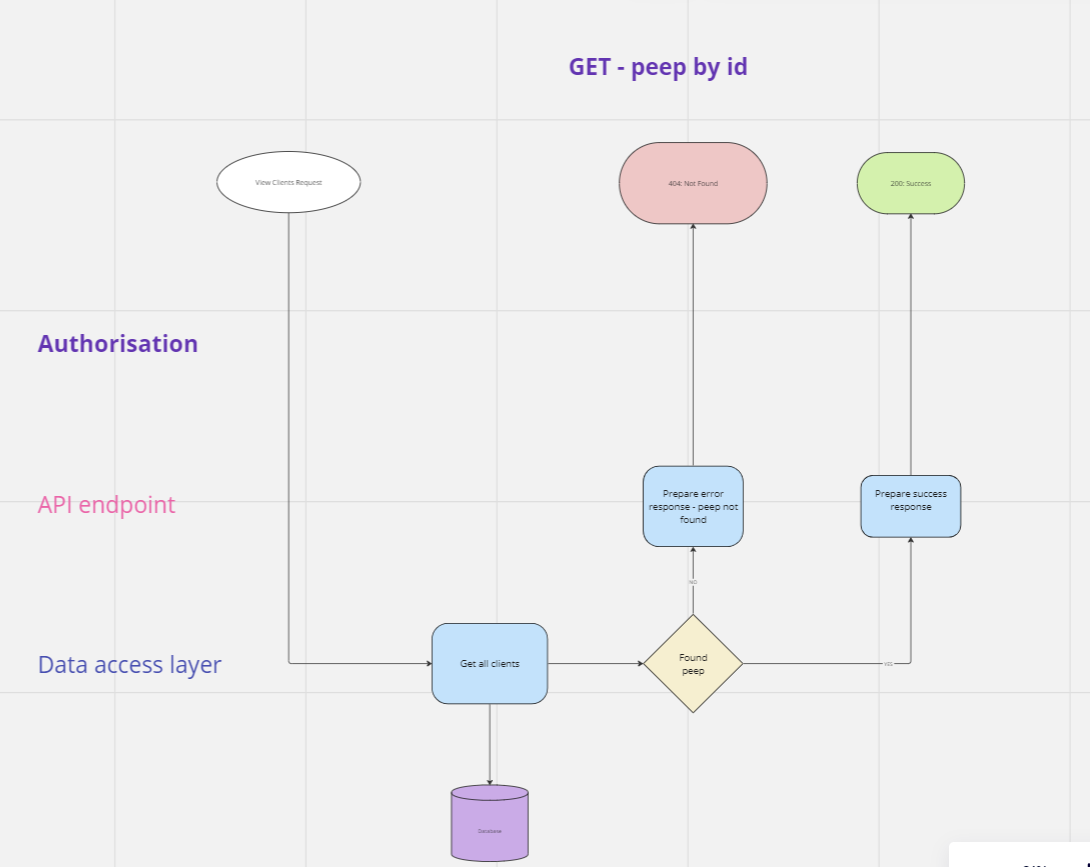 GET - peep by id
View Clients Request
404: Not Found
200: Success
Authorisation
API endpoint
Prepare error
response - peep not
found
Prepare success
response
NO
Data access layer
Get all clients
Found
peep
YES
Database